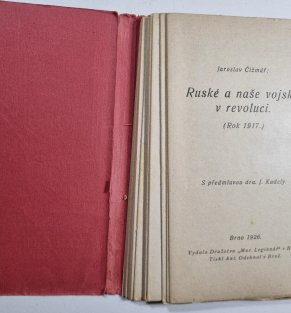 Jaroslav Čižmář:
Ruské a naše vojsk
v revoluci.
(Rok 1917.)
S předmluvou dra. J. Kudely
Brno 1926.
Vydalo Družstvo „Mor. Legionář“ v
Tiskl Ant. Odehnal v Brně.